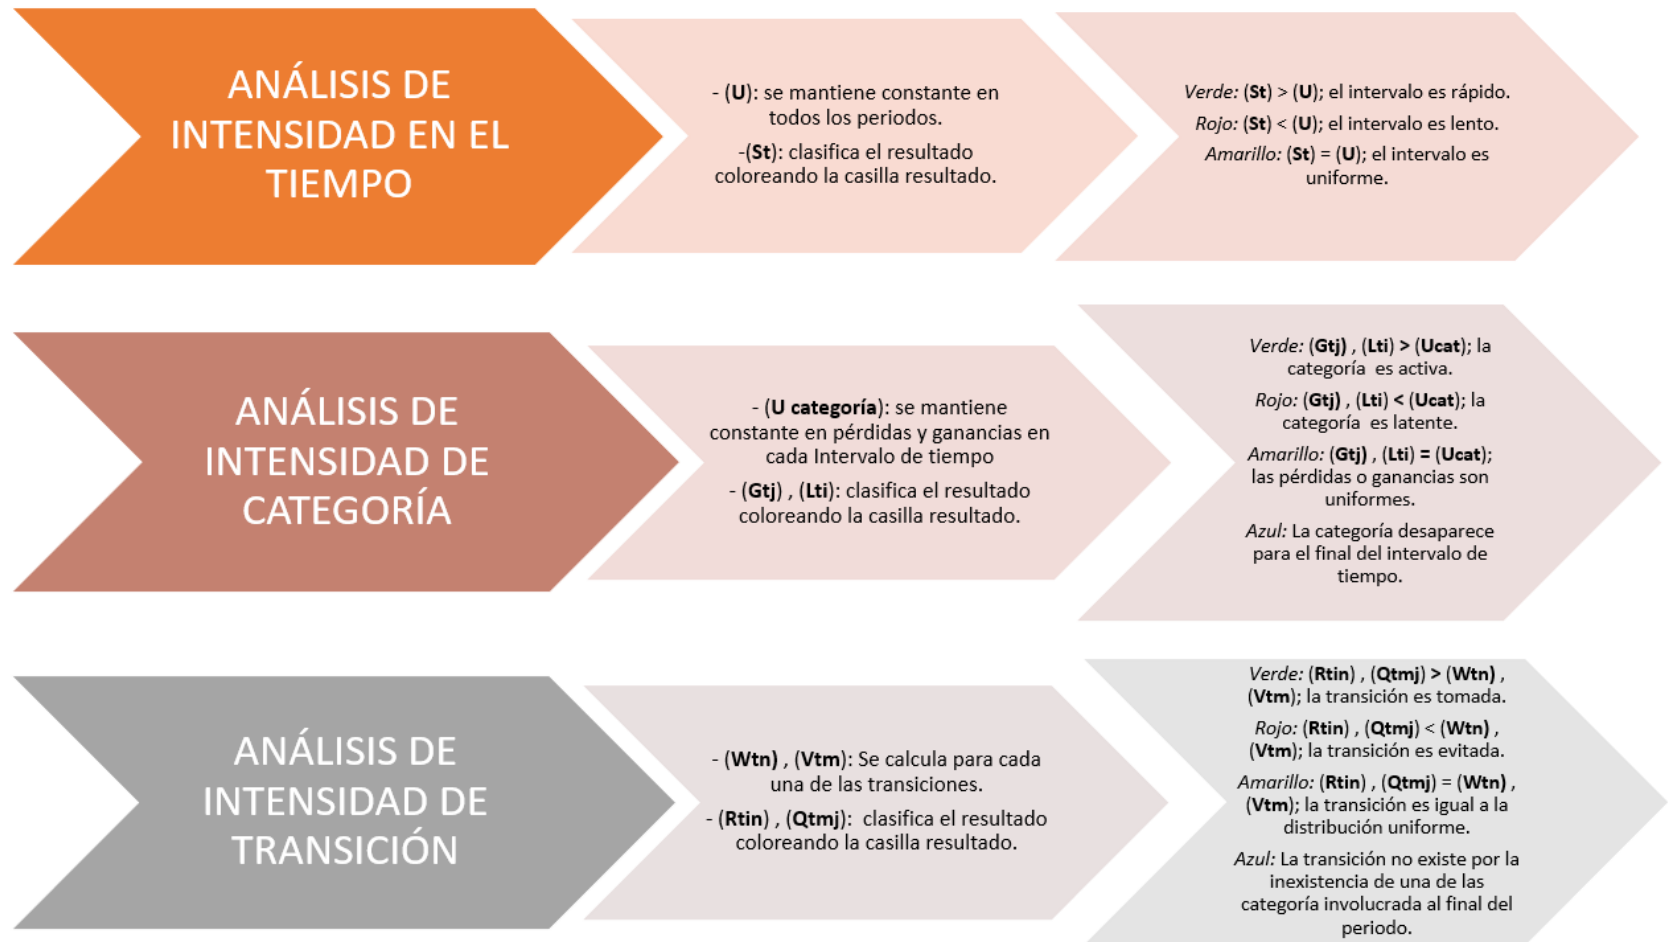 ANÁLISIS DE
INTENSIDAD EN EL
TIEMPO
- (U): se mantiene constante en
todos los periodos.
-(St): clasifica el resultado
coloreando la casilla resultado.
Verde: (St) > (U); el intervalo es rápido.
Rojo: (St) < (U); el intervalo es lento.
Amarillo: (St) = (U); el intervalo es
uniforme.
ANÁLISIS DE
INTENSIDAD DE
CATEGORÍA
- (U categoría): se mantiene
constante en pérdidas y ganancias en
cada Intervalo de tiempo
- (Gtj) , (Lti): clasifica el resultado
coloreando la casilla resultado.
Verde: (Gtj) , (Lti) > (Ucat); la
categoría es activa.
Rojo: (Gtj) , (Lti) < (Ucat); la
categoría es latente.
Amarillo: (Gtj) , (Lti) = (Ucat);
las pérdidas o ganancias son
uniformes.
Azul: La categoría desaparece
para el final del intervalo de
tiempo.
ANÁLISIS DE
INTENSIDAD DE
TRANSICIÓN
- (Wtn) , (Vtm): Se calcula para cada
una de las transiciones.
- (Rtin) , (Qtmj): clasifica el resultado
coloreando la casilla resultado.
Verde: (Rtin) , (Qtmj) > (Wtn) ,
(Vtm); la transición es tomada.
Rojo: (Rtin) , (Qtmj) < (Wtn) ,
(Vtm); la transición es evitada.
Amarillo: (Rtin) , (Qtmj) = (Wtn) ,
(Vtm); la transición es igual a la
distribución uniforme.
Azul: La transición no existe por la
inexistencia de una de las
categoría involucrada al final del
periodo.